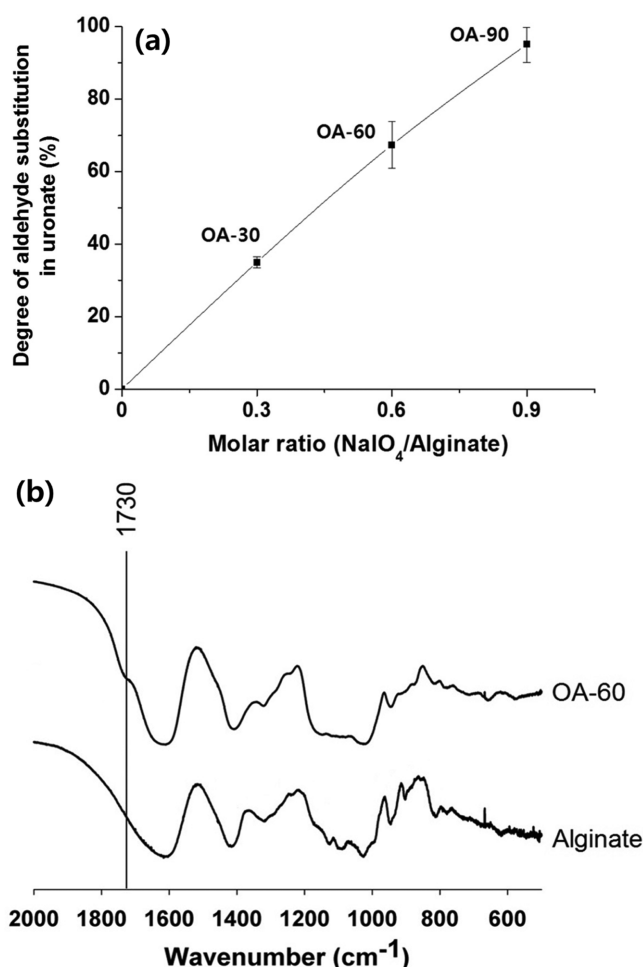 (a)
Degree of aldehyde substitution
in uronate (%)
100
80
60
40
20
0
OA-90
OA-60
OA-30
0
0.3
0.6
0.9
Molar ratio (NaIO4/Alginate)
(b)
1730
OA-60
Alginate
2000 1800 1600 1400 1200 1000 800 600
Wavenumber (cm-1)